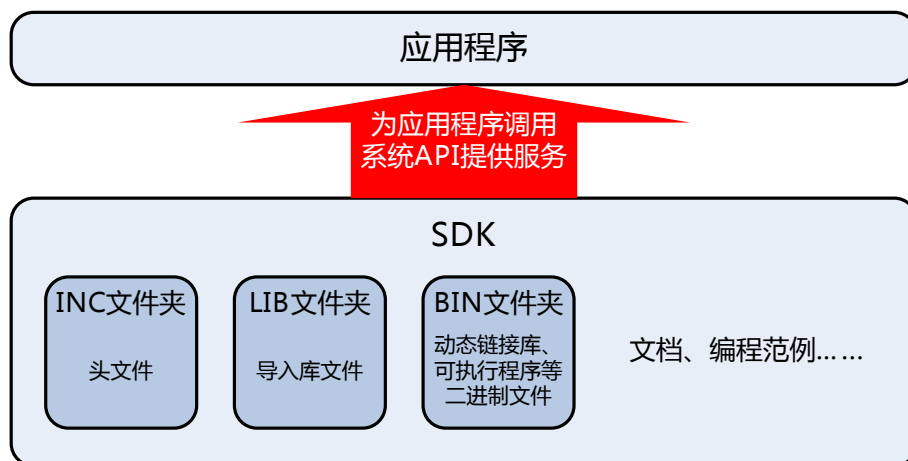 应用程序
为应用程序调用
系统API提供服务
SDK
INC文件夹
头文件
LIB文件夹
导入库文件
BIN文件夹
动态链接库、
可执行程序等
二进制文件
文档、编程范例... ...